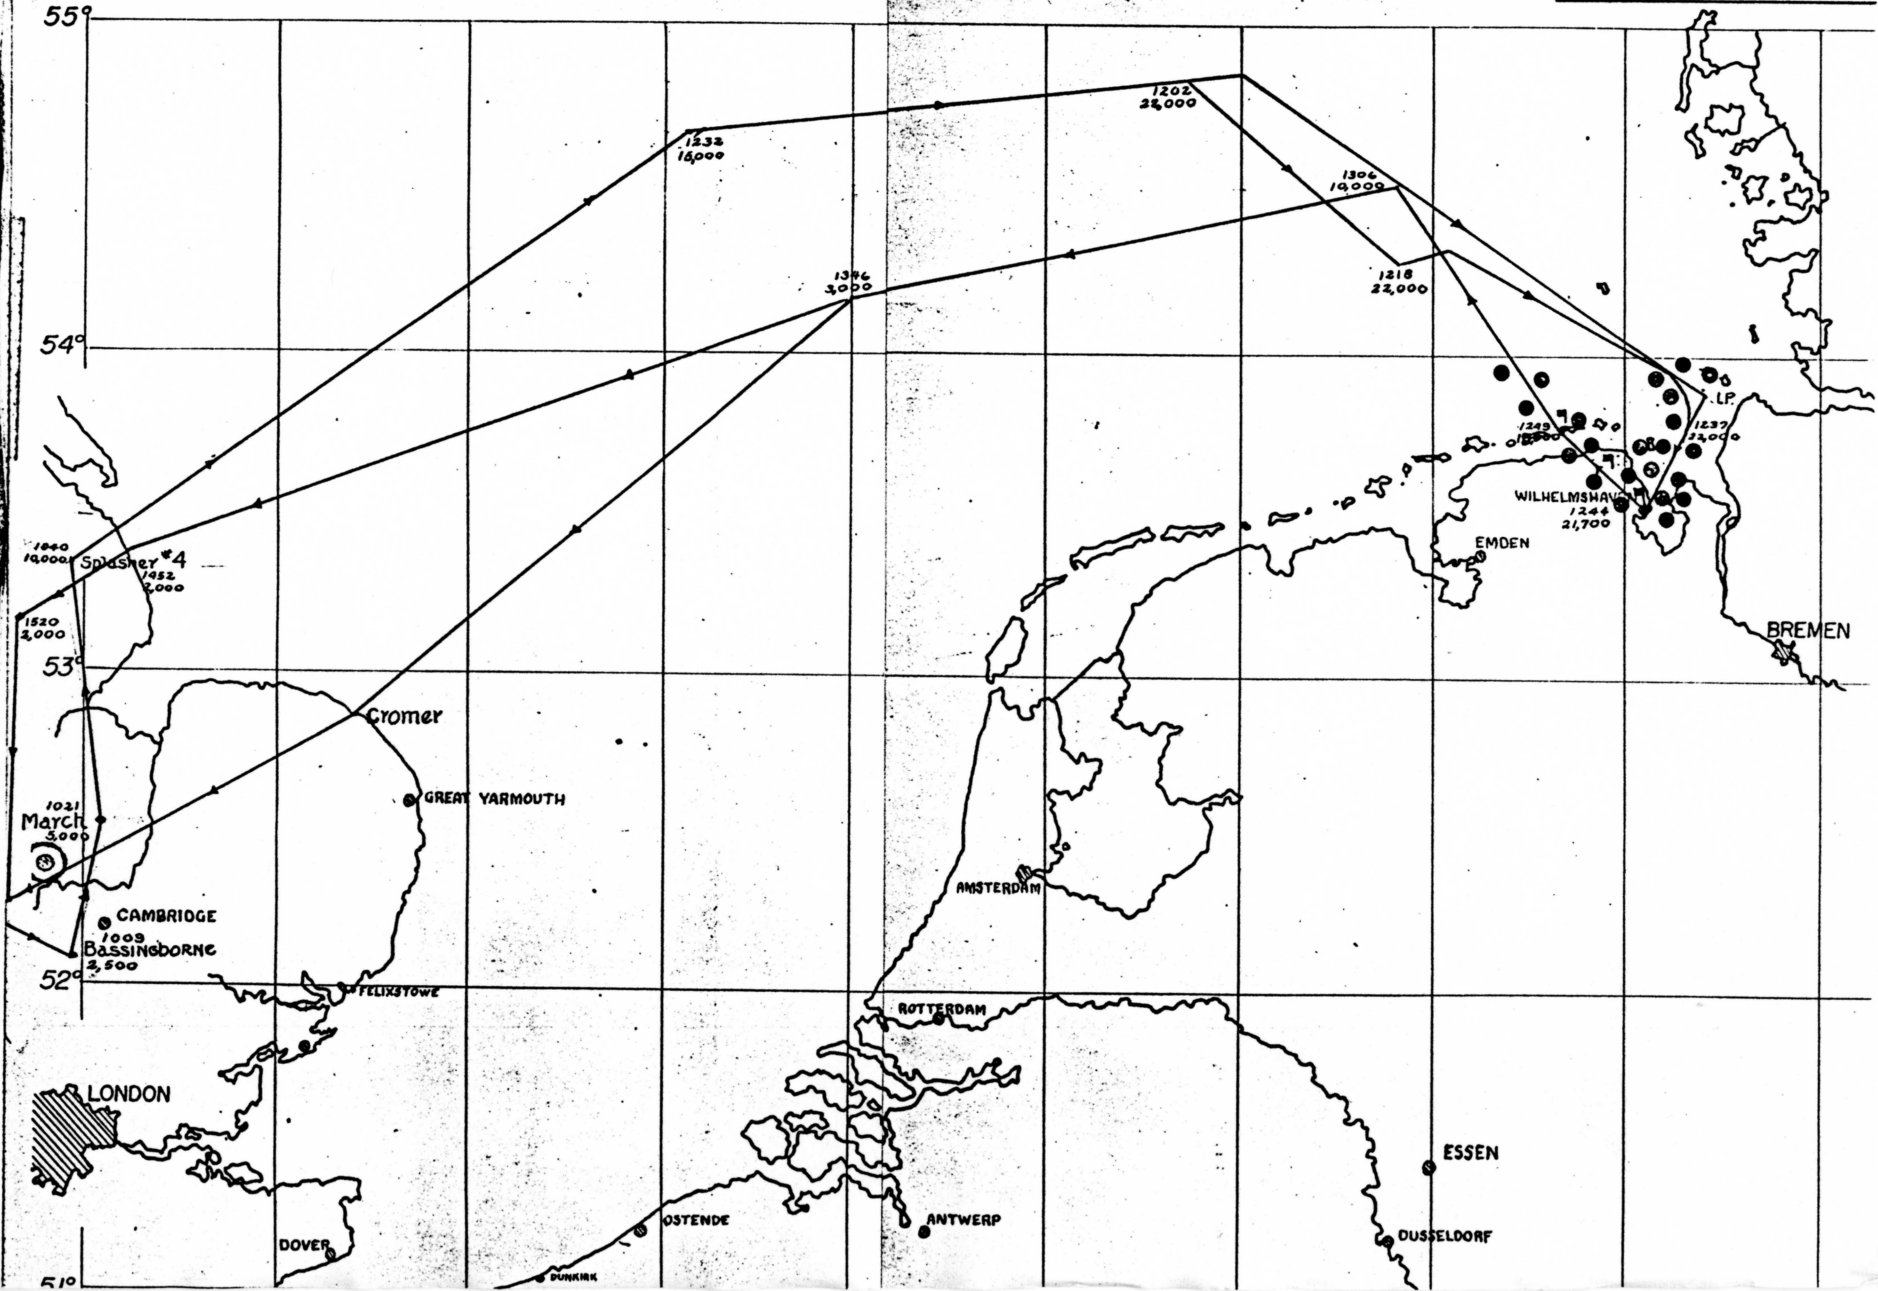 55°
1202
22,000
1232
15,000
1306
10,000
1346
3,000
1218
22,000
54°
I.P.
1249
1237
22,000
B
WILHELMSHAVEN
1244
21,700
1040
10,000
Splasher #4
1452
2,000
EMDEN
1520
2,000
BREMEN
53°
Cromer
GREAT YARMOUTH
1021
March
5,000
AMSTERDAM
CAMBRIDGE
1009
BASSINGBORNE
2,500
52°
FELIXSTOWE
ROTTERDAM
LONDON
ESSEN
OSTENDE
ANTWERP
DUSSELDORF
DOVER
DUNKIRK
51°